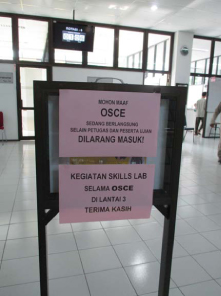 MOHON MAAF
OSCE
SEDANG BERLANGSUNG
SELAIN PETUGAS DAN PESERTA UJIAN
DILARANG MASUK!
KEGIATAN SKILLS LAB
SELAMA OSCE
DI LANTAI 3
TERIMA KASIH